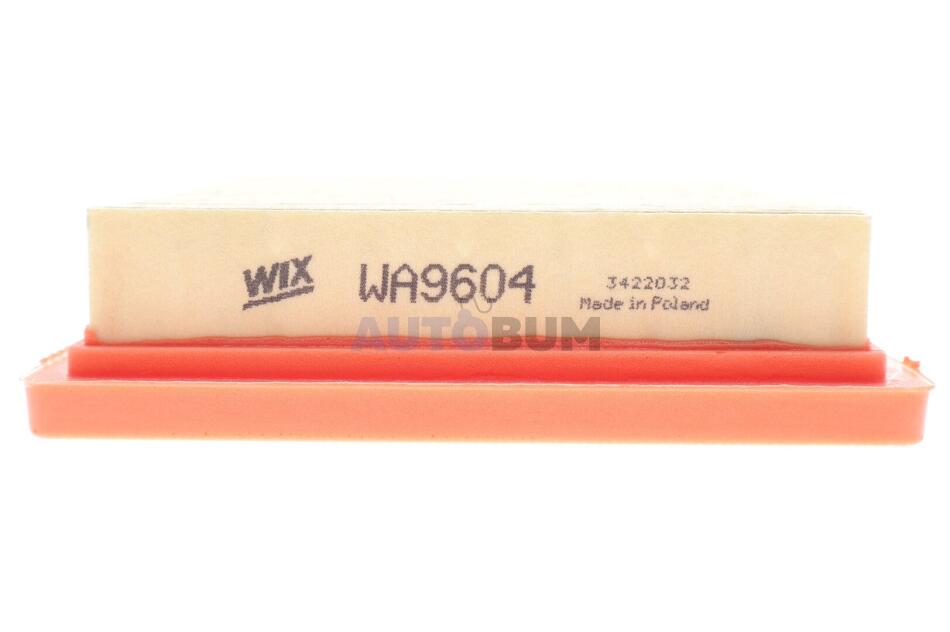 WIX WA9604 3422032
Made in Poland
AUTOBUM